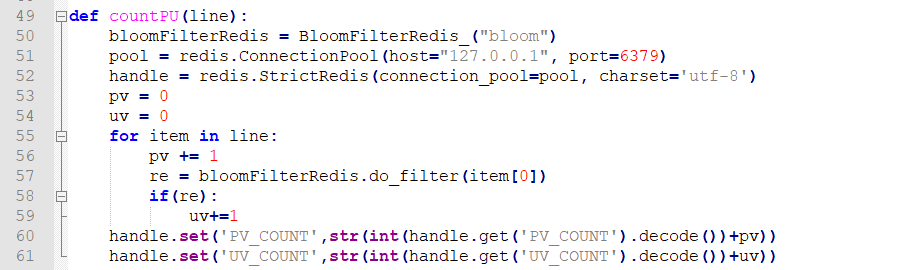 49 def countPU(line):
50     bloomFilterRedis = BloomFilterRedis_("bloom")
51     pool = redis.ConnectionPool(host="127.0.0.1", port=6379)
52     handle = redis.StrictRedis(connection_pool=pool, charset='utf-8')
53     pv = 0
54     uv = 0
55     for item in line:
56         pv += 1
57         re = bloomFilterRedis.do_filter(item[0])
58         if(re):
59             uv+=1
60     handle.set('PV_COUNT',str(int(handle.get('PV_COUNT').decode())+pv))
61     handle.set('UV_COUNT',str(int(handle.get('UV_COUNT').decode())+uv))